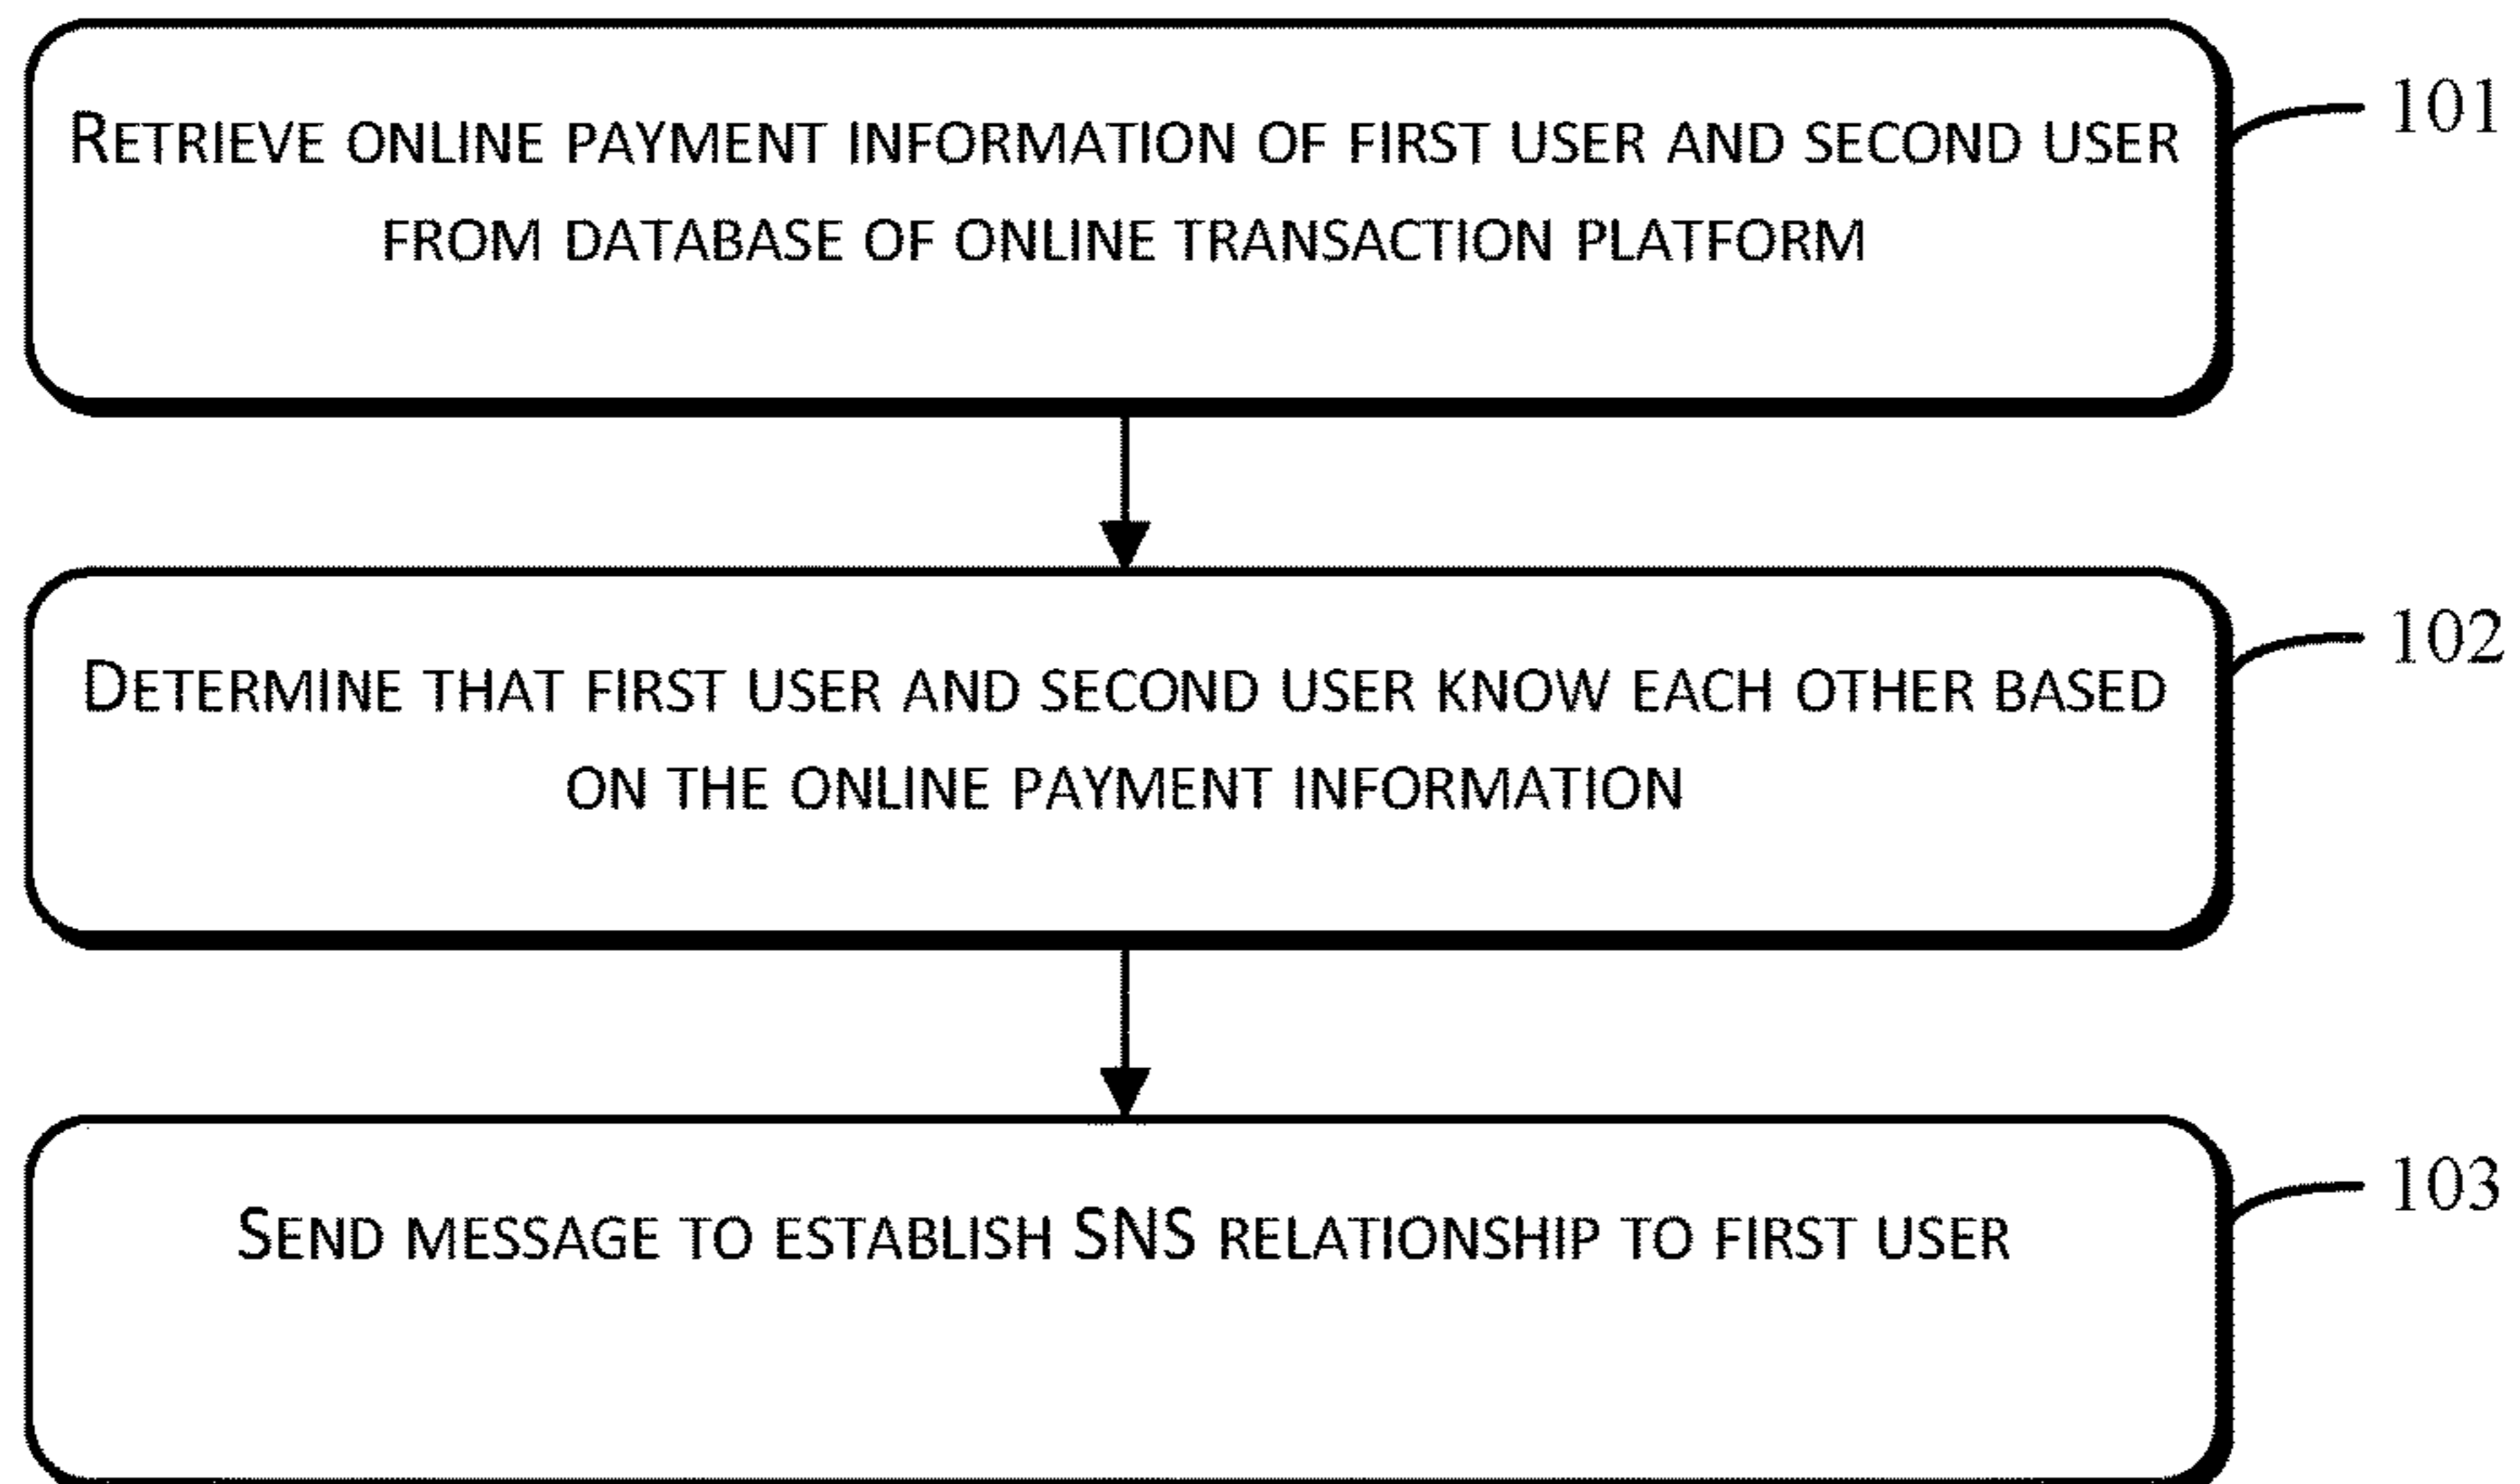 RETRIEVE ONLINE PAYMENT INFORMATION OF FIRST USER AND SECOND USER
FROM DATABASE OF ONLINE TRANSACTION PLATFORM
101
DETERMINE THAT FIRST USER AND SECOND USER KNOW EACH OTHER BASED
ON THE ONLINE PAYMENT INFORMATION
102
SEND MESSAGE TO ESTABLISH SNS RELATIONSHIP TO FIRST USER
103